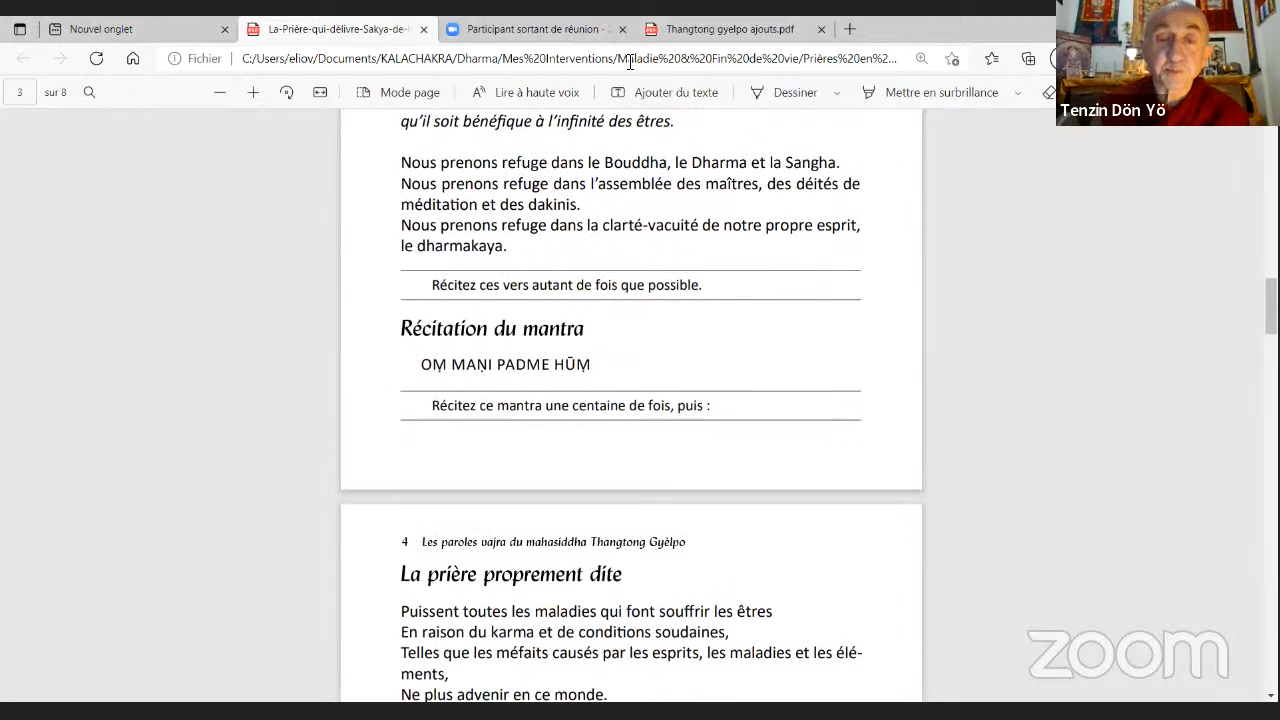 Nouvel onglet
La-Prière-qui-délivre-Sakya-de-
Participant sortant de réunion -
Thangtong gyelpo ajouts.pdf
Fichier
C:/Users/eliov/Documents/KALACHAKRA/Dharma/Mes%20Interventions/Maladie%20&%20Fin%20de%20vie/Prières%20en%2...
3
sur 8
Mode page
Lire à haute voix
Ajouter du texte
Dessiner
Mettre en surbrillance
Tenzin Dön Yö
qu’il soit bénéfique à l’infinité des êtres.
Nous prenons refuge dans le Bouddha, le Dharma et la Sangha.
Nous prenons refuge dans l’assemblée des maîtres, des déités de
méditation et des dakinis.
Nous prenons refuge dans la clarté-vacuité de notre propre esprit,
le dharmakaya.
Récitez ces vers autant de fois que possible.
Récitation du mantra
OṂ MAṆI PADME HŪṂ
Récitez ce mantra une centaine de fois, puis :
4 Les paroles vajra du mahasiddha Thangtong Gyèlpo
La prière proprement dite
Puissent toutes les maladies qui font souffrir les êtres
En raison du karma et de conditions soudaines,
Telles que les méfaits causés par les esprits, les maladies et les élé-
ments,
Ne plus advenir en ce monde.
zoom